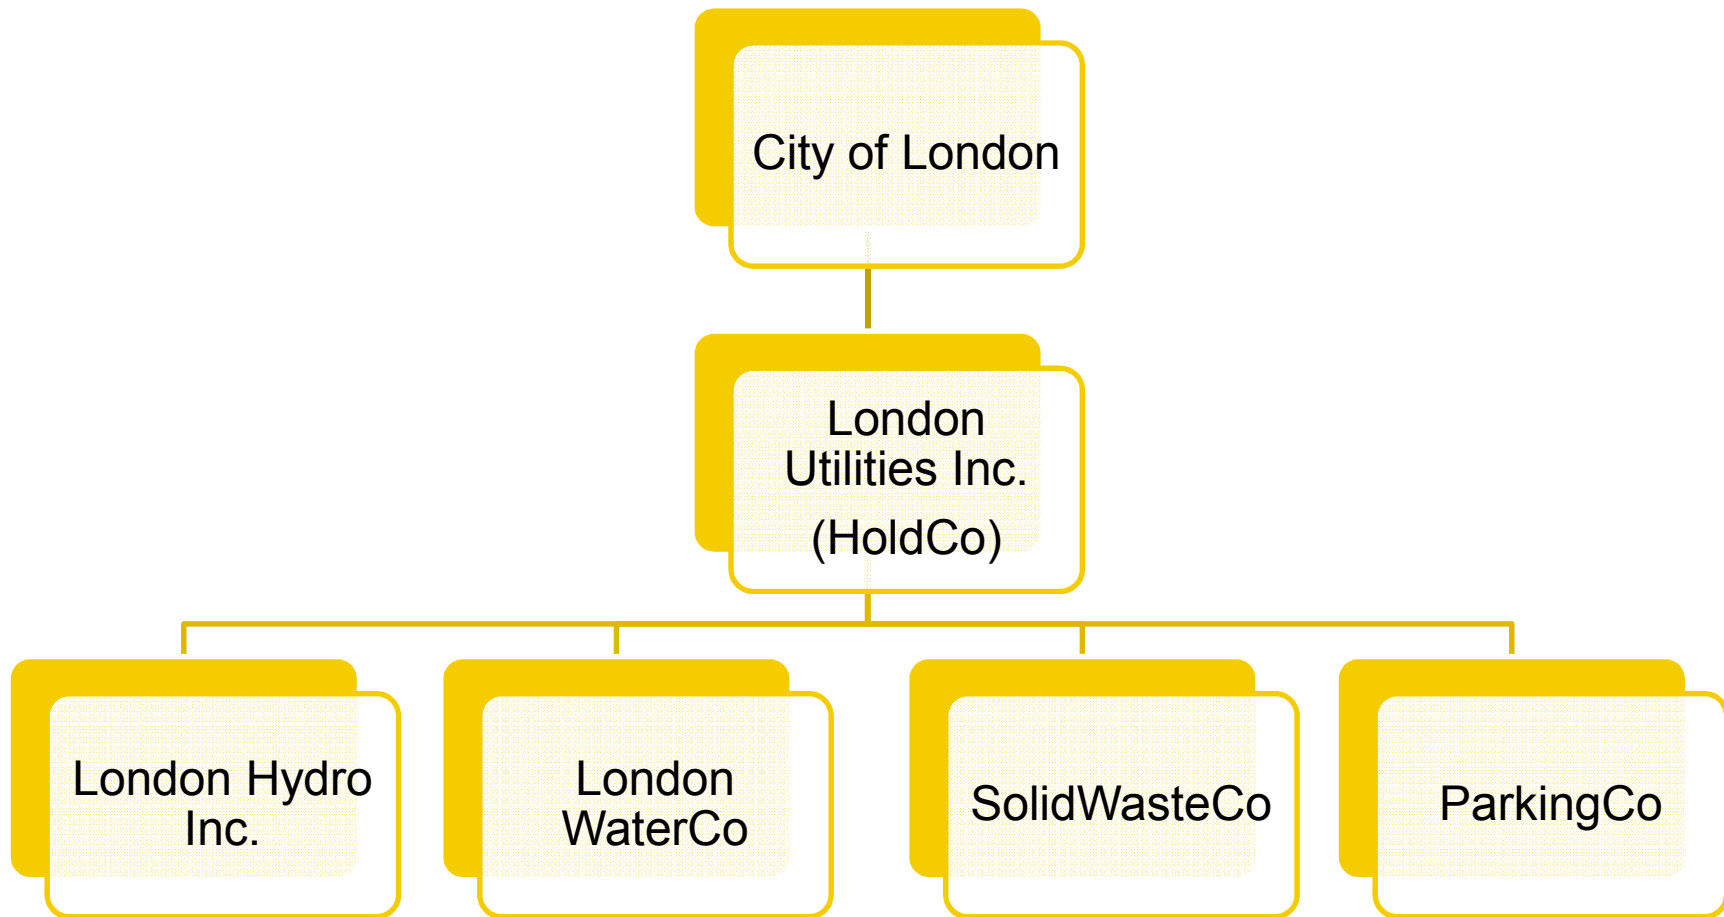 City of London
London
Utilities Inc.
(HoldCo)
London Hydro
Inc.
London
WaterCo
SolidWasteCo
ParkingCo